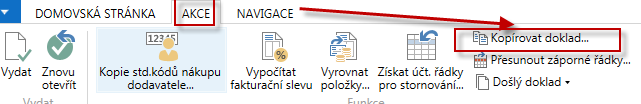 DOMOVSKÁ STRÁNKA AKCE NAVIGACE
12345
Vydat
Znovu
otevřít
Kopie std.kódů nákupu
dodavatele...
Vypočítat
fakturační slevu
Vyrovnat
položky...
Získat účt. řádky
pro stornování...
Kopírovat doklad...
Přesunout záporné řádky...
Došlý doklad
Vydat
Funkce